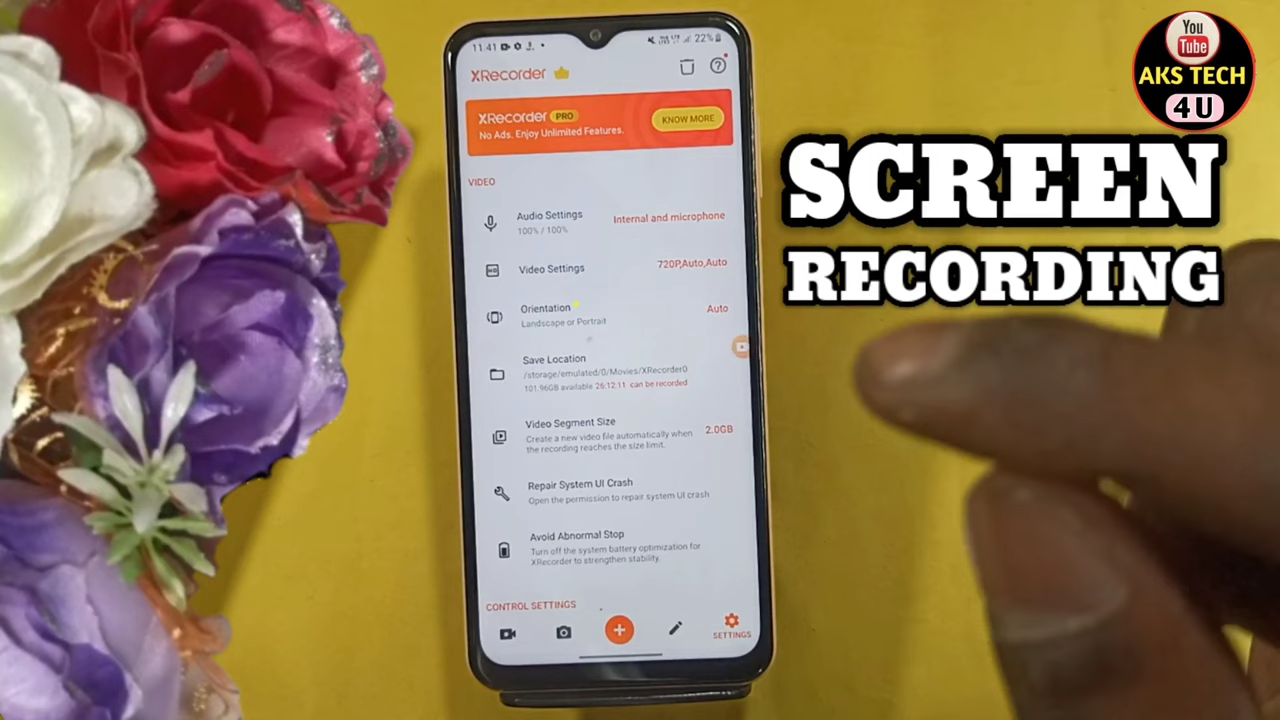 You
Tube
AKS TECH
4U
SCREEN
RECORDING
11:41 22%
XRecorder
XRecorder PRO
No Ads. Enjoy Unlimited Features.
KNOW MORE
VIDEO
Audio Settings
100% / 100%
Internal and microphone
Video Settings
720P,Auto,Auto
Orientation
Landscape or Portrait
Auto
Save Location
/storage/emulated/0/Movies/XRecorder0
101.96GB available 26:12:11 can be recorded
Video Segment Size
Create a new video file automatically when
the recording reaches the size limit.
2.0GB
Repair System UI Crash
Open the permission to repair system UI crash
Avoid Abnormal Stop
Turn off the system battery optimization for
XRecorder to strengthen stability.
CONTROL SETTINGS
SETTINGS